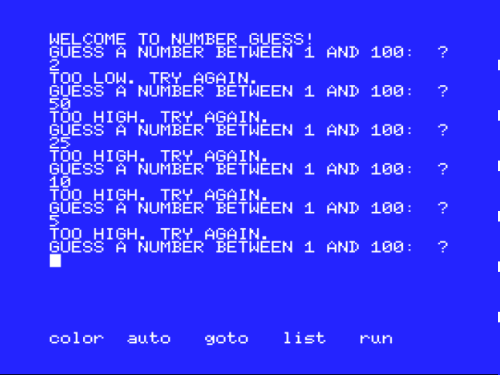 WELCOME TO NUMBER GUESS!
GUESS A NUMBER BETWEEN 1 AND 100:  ?
2
TOO LOW. TRY AGAIN.
GUESS A NUMBER BETWEEN 1 AND 100:  ?
50
TOO HIGH. TRY AGAIN.
GUESS A NUMBER BETWEEN 1 AND 100:  ?
25
TOO HIGH. TRY AGAIN.
GUESS A NUMBER BETWEEN 1 AND 100:  ?
10
TOO HIGH. TRY AGAIN.
GUESS A NUMBER BETWEEN 1 AND 100:  ?
5
TOO HIGH. TRY AGAIN.
GUESS A NUMBER BETWEEN 1 AND 100:  ?
color  auto   goto   list   run